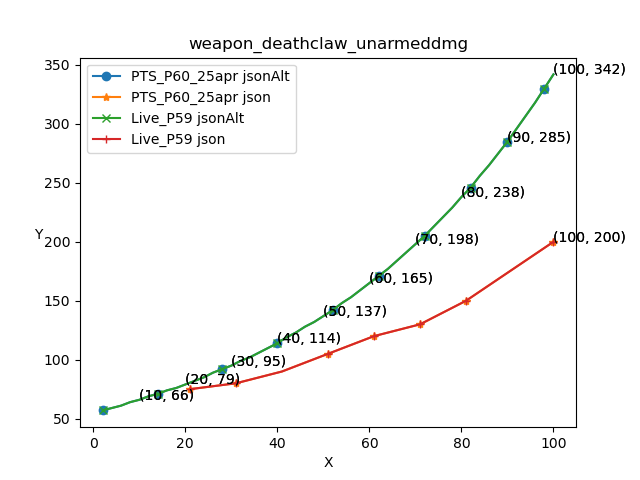 weapon_deathclaw_unarmeddmg
PTS_P60_25apr jsonAlt
PTS_P60_25apr json
Live_P59 jsonAlt
Live_P59 json
350
300
250
200
150
100
50
Y
(100, 342)
(90, 285)
(80, 238)
(70, 198)
(100, 200)
(60, 165)
(50, 137)
(40, 114)
(30, 95)
(20, 79)
(10, 66)
0 20 40 60 80 100
X